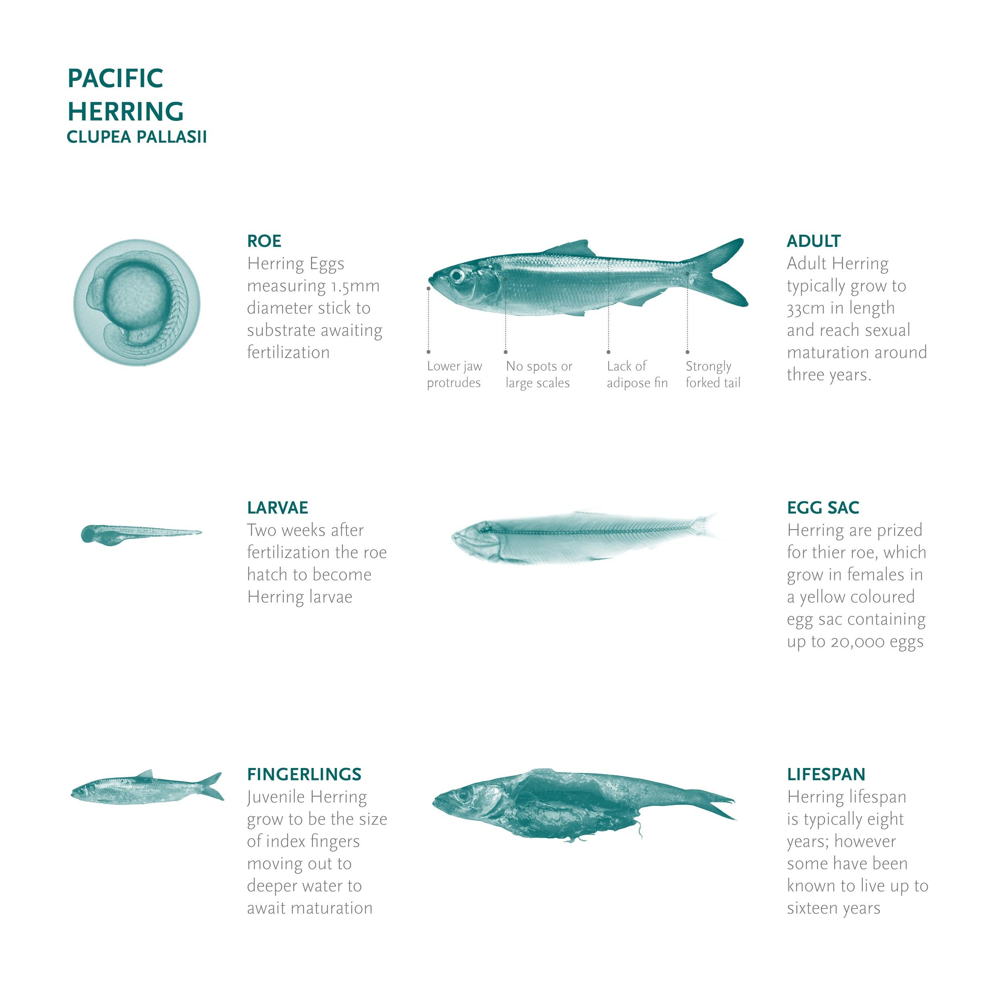 PACIFIC
HERRING
CLUPEA PALLASII
ROE
Herring Eggs
measuring 1.5mm
diameter stick to
substrate awaiting
fertilization
Lower jaw
protrudes
No spots or
large scales
Lack of
adipose fin
Strongly
forked tail
ADULT
Adult Herring
typically grow to
33cm in length
and reach sexual
maturation around
three years.
LARVAE
Two weeks after
fertilization the roe
hatch to become
Herring larvae
EGG SAC
Herring are prized
for thier roe, which
grow in females in
a yellow coloured
egg sac containing
up to 20,000 eggs
FINGERLINGS
Juvenile Herring
grow to be the size
of index fingers
moving out to
deeper water to
await maturation
LIFESPAN
Herring lifespan
is typically eight
years; however
some have been
known to live up to
sixteen years